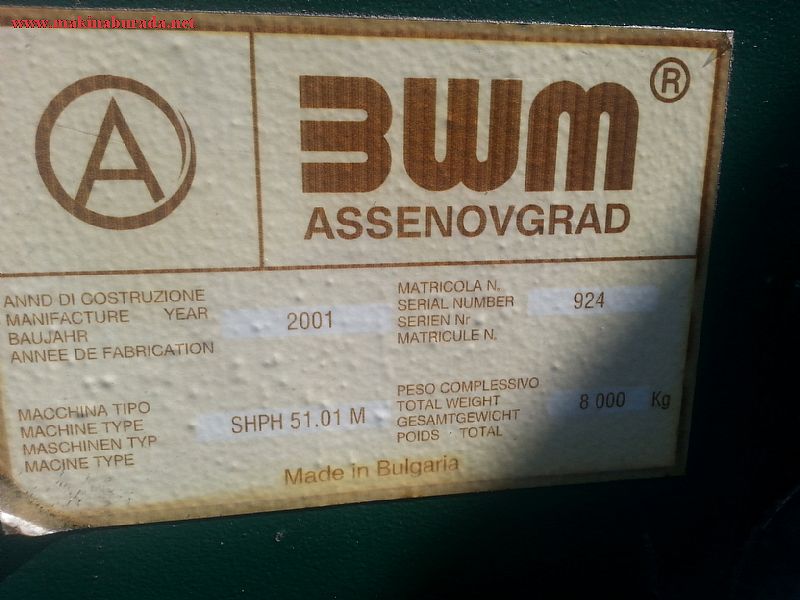 www.makinaburada.net
A
BWM ®
ASSENOVGRAD
ANND DI COSTRUZIONE
MANIFACTURE YEAR
BAUJAHR
ANNEE DE FABRICATION
2001
MATRICOLA N.
SERIAL NUMBER
SERIEN Nr
MATRICULE N.
924
MACCHINA TIPO
MACHINE TYPE
MASCHINEN TYP
MACINE TYPE
SHPH 51.01 M
PESO COMPLESSIVO
TOTAL WEIGHT
GESAMTGEWICHT
POIDS TOTAL
8 000 Kg
Made in Bulgaria